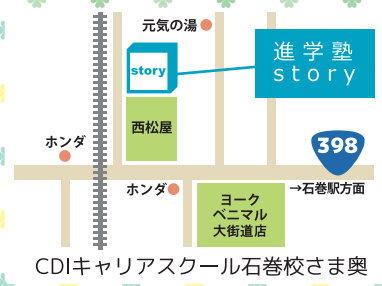 元気の湯
進学塾
story
story
西松屋
ホンダ
398
ホンダ
→石巻駅方面
ヨーク
ベニマル
大街道店
CDIキャリアスクール石巻校さま奥